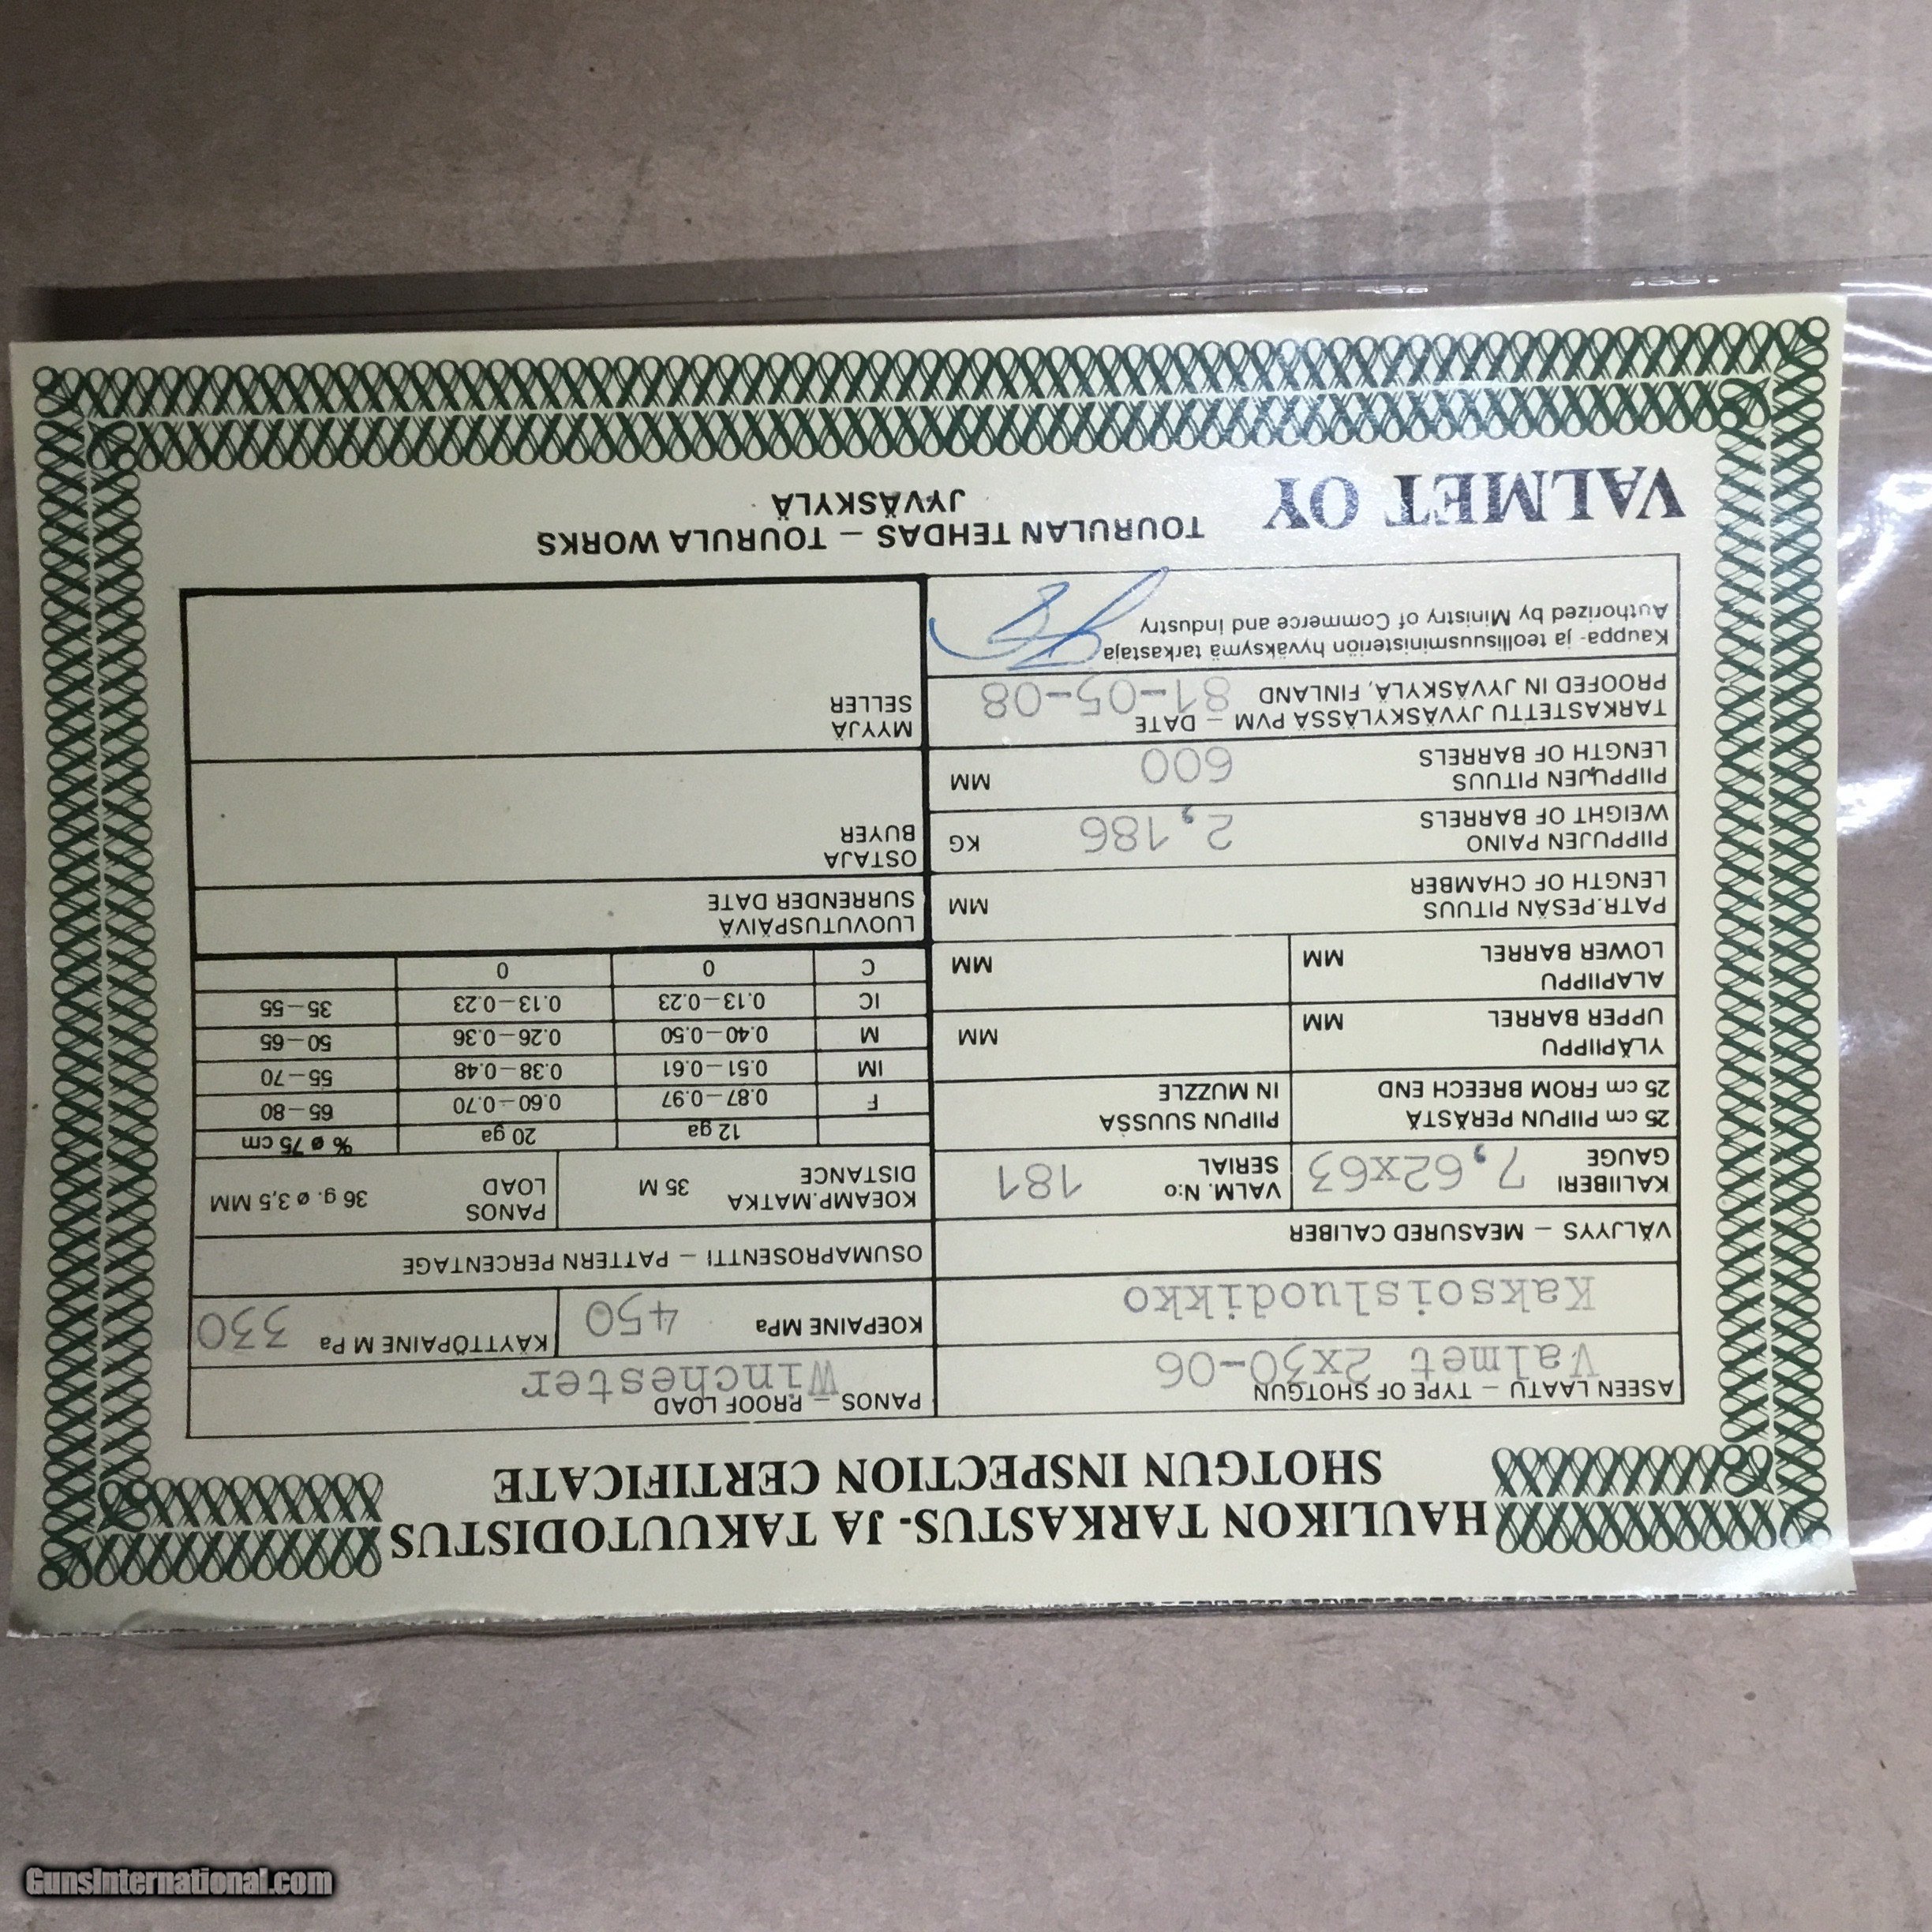 HAULIKON TARKASTUS- JA TAKUUTODISTUS
SHOTGUN INSPECTION CERTIFICATE
ASEEN LAATU – TYPE OF SHOTGUN
Valmet 2x30-06
Kaksoisluodikko
VÄLJYYS – MEASURED CALIBER
KALIIBERI
GAUGE
7,62x63
VALM. N:o
SERIAL
181
25 cm PIIPUN PERÄSTÄ
25 cm FROM BREECH END
PIIPUN SUUSSA
IN MUZZLE
YLÄPIIPPU
UPPER BARREL
MM
MM
ALAPIIPPU
LOWER BARREL
MM
MM
PATR.PESÄN PITUUS
LENGTH OF CHAMBER
MM
PIIPPUJEN PAINO
WEIGHT OF BARRELS
2,186
KG
PIIPPUJEN PITUUS
LENGTH OF BARRELS
600
MM
TARKASTETTU JYVÄSKYLÄSSÄ PVM – DATE
PROOFED IN JYVÄSKYLÄ, FINLAND
81-05-08
Kauppa- ja teollisuusministeriön hyväksymä tarkastaja
Authorized by Ministry of Commerce and Industry
PANOS – PROOF LOAD
Winchester
KOEPAINE MPa 450
KÄYTTÖPAINE M Pa 330
OSUMAPROSENTTI – PATTERN PERCENTAGE
KOEAMP.MATKA
DISTANCE
35 M
PANOS
LOAD
36 g. ø 3,5 MM
12 ga 20 ga % ø 75 cm
F 0.87–0.97 0.60–0.70 65–80
IM 0.51–0.61 0.38–0.48 55–70
M 0.40–0.50 0.26–0.36 50–65
IC 0.13–0.23 0.13–0.23 35–55
C 0 0
LUOVUTUSPÄIVÄ
SURRENDER DATE
OSTAJA
BUYER
MYYJÄ
SELLER
VALMET OY
TOURULAN TEHDAS – TOURULA WORKS
JYVÄSKYLÄ
GunsInternational.com